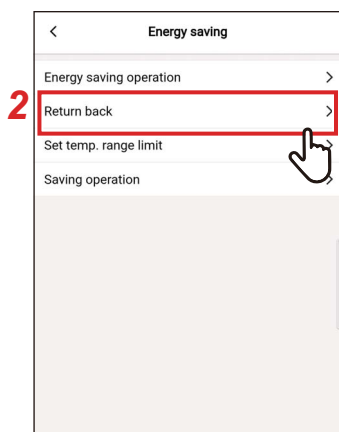 Energy saving
Energy saving operation
2
Return back
Set temp. range limit
Saving operation